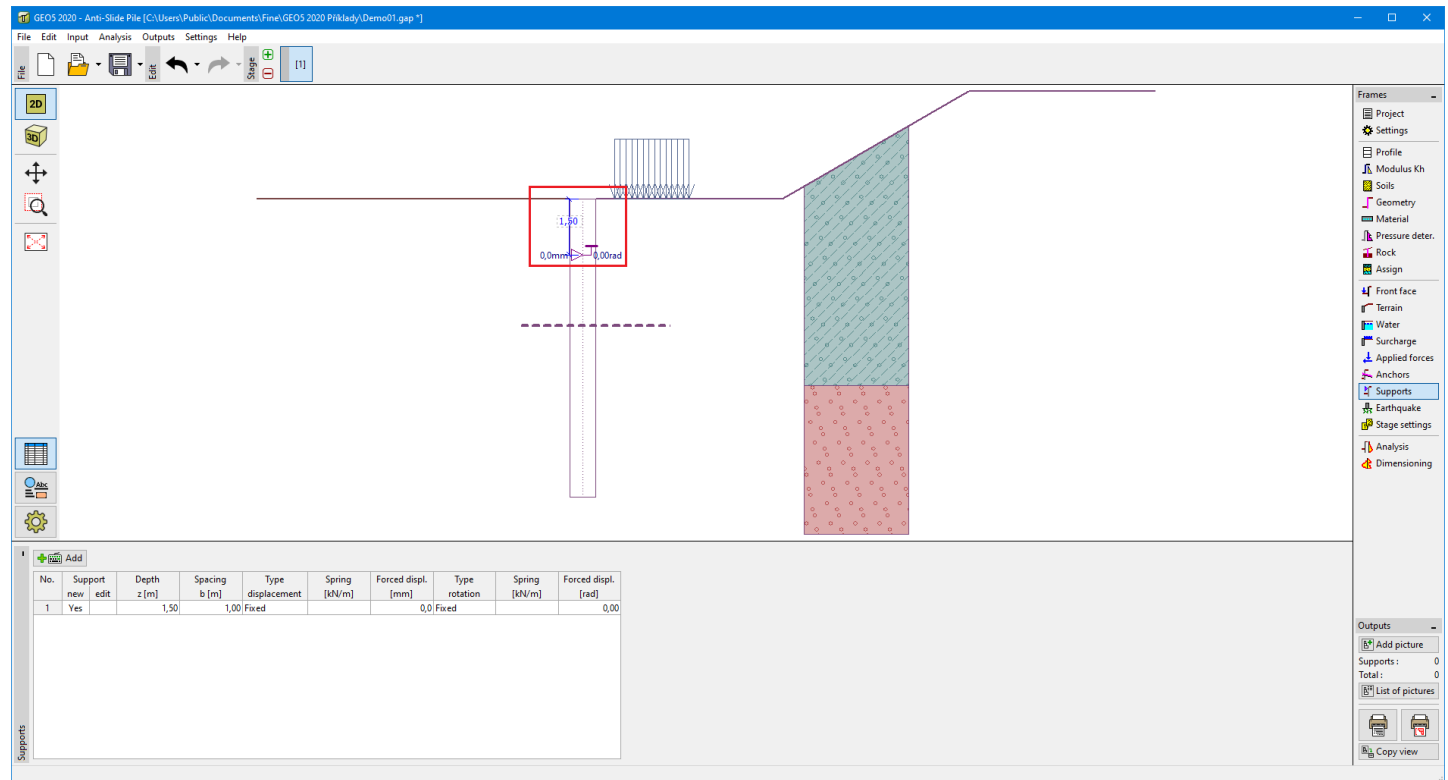 GEO5 2020 - Anti-Slide Pile [C:\Users\Public\Documents\Fine\GEO5 2020 Příklady\Demo01.gap *]
File Edit Input Analysis Outputs Settings Help
File
Edit
Stage
[1]
2D
3D
Abc
1,50
0,0mm
0,00rad
Frames
Project
Settings
Profile
Modulus Kh
Soils
Geometry
Material
Pressure deter.
Rock
Assign
Front face
Terrain
Water
Surcharge
Applied forces
Anchors
Supports
Earthquake
Stage settings
Analysis
Dimensioning
Add
No. Support Depth Spacing Type Spring Forced displ. Type Spring Forced displ.
new edit z [m] b [m] displacement [kN/m] [mm] rotation [kN/m] [rad]
1 Yes 1,50 1,00 Fixed 0,0 Fixed 0,00
Supports
Outputs
Add picture
Supports : 0
Total : 0
List of pictures
Copy view